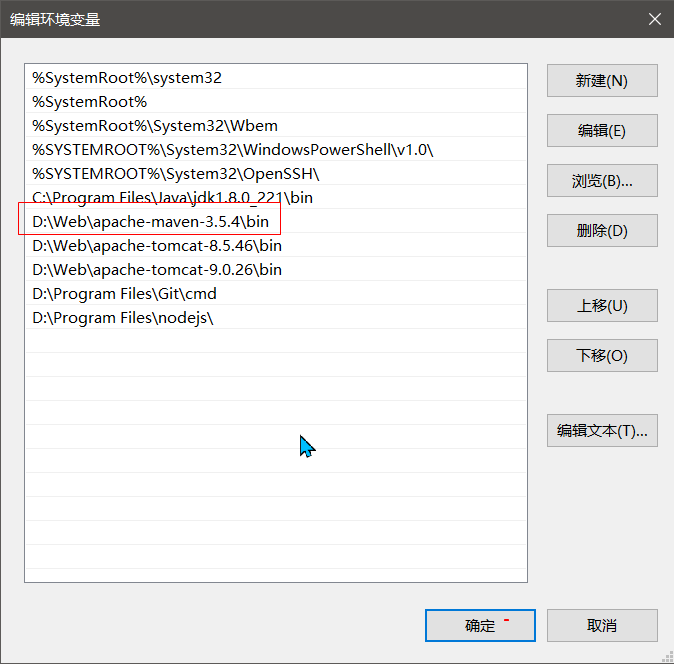 编辑环境变量
%SystemRoot%\system32
%SystemRoot%
%SystemRoot%\System32\Wbem
%SYSTEMROOT%\System32\WindowsPowerShell\v1.0\
%SYSTEMROOT%\System32\OpenSSH\
C:\Program Files\Java\jdk1.8.0_221\bin
D:\Web\apache-maven-3.5.4\bin
D:\Web\apache-tomcat-8.5.46\bin
D:\Web\apache-tomcat-9.0.26\bin
D:\Program Files\Git\cmd
D:\Program Files\nodejs\
新建(N)
编辑(E)
浏览(B)...
删除(D)
上移(U)
下移(O)
编辑文本(T)...
确定
取消